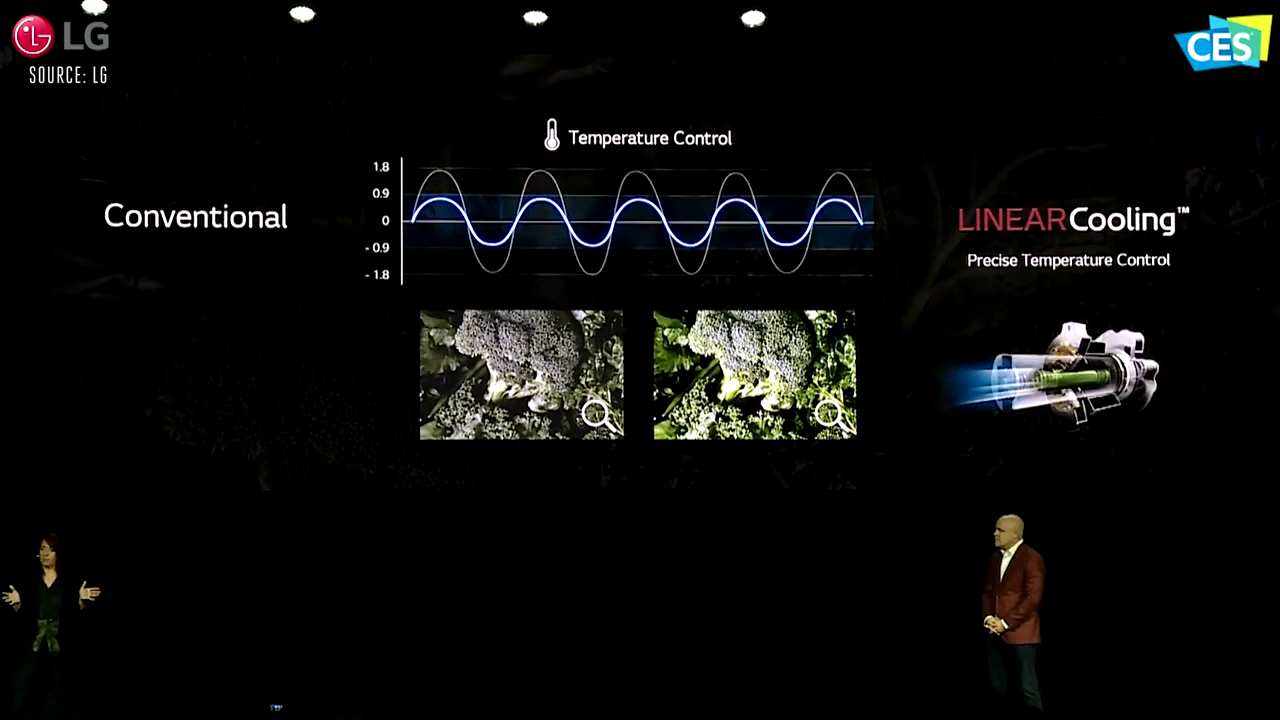 LG
SOURCE: LG
CES
Temperature Control
1.8
0.9
0
- 0.9
- 1.8
Conventional
LINEARCooling™
Precise Temperature Control